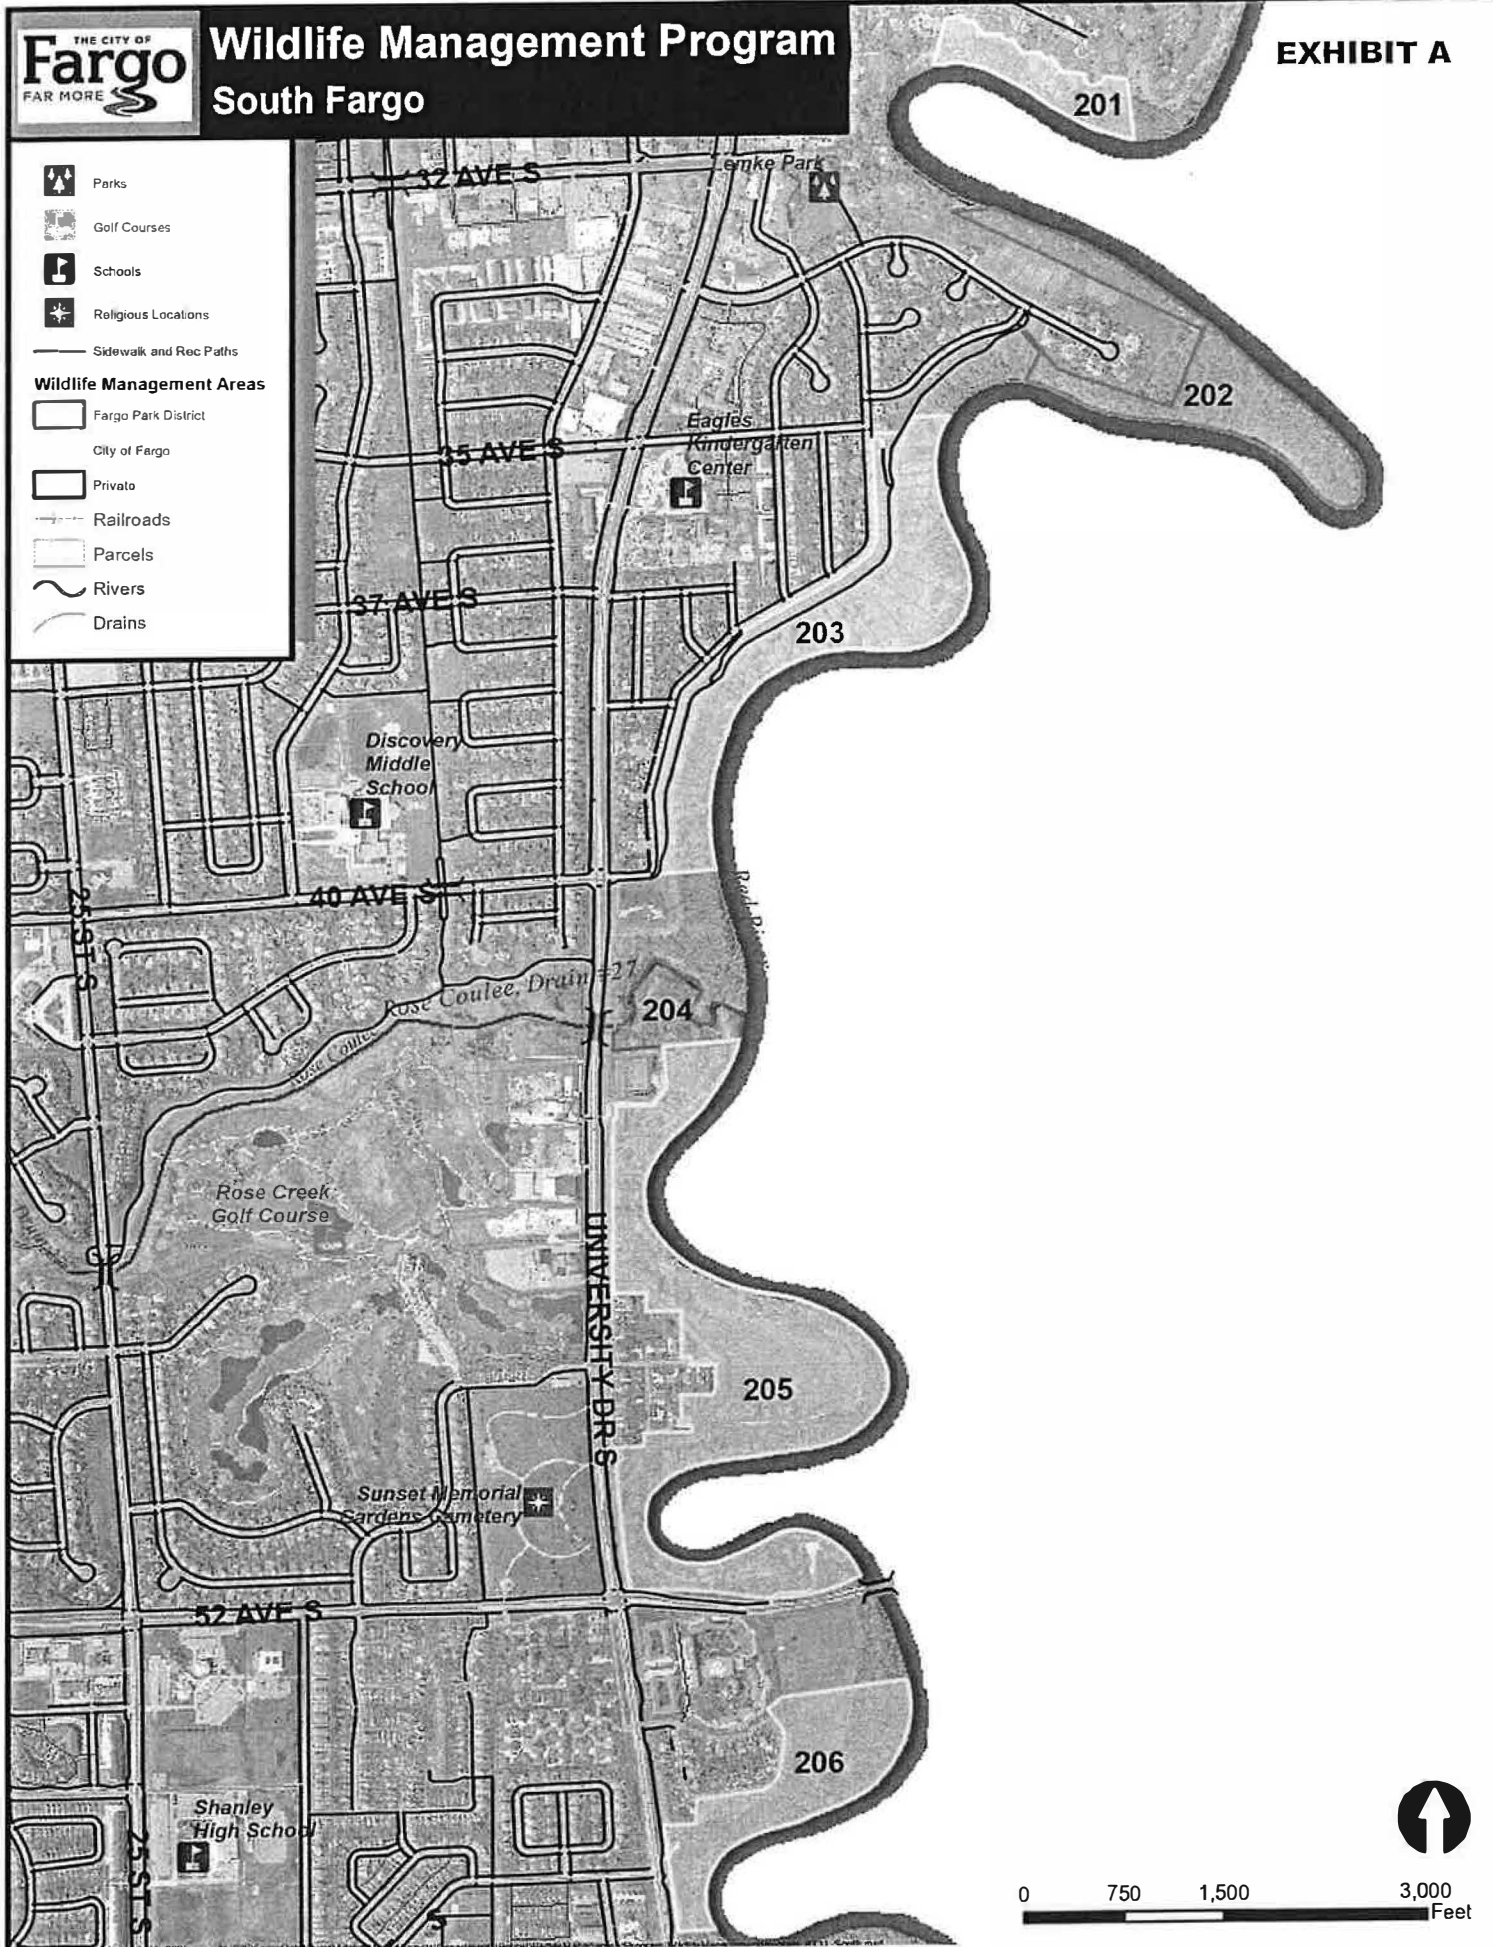 THE CITY OF
Fargo
FAR MORE
Wildlife Management Program
South Fargo
EXHIBIT A
Parks
Golf Courses
Schools
Religious Locations
Sidewalk and Rec Paths
Wildlife Management Areas
Fargo Park District
City of Fargo
Private
Railroads
Parcels
Rivers
Drains
201
32 AVE S
emke Park
202
Eagles
Kindergarten
Center
35 AVE S
37 AVE S
203
Discovery
Middle
School
40 AVE S
25 ST S
Red
Rose Coulee, Drain #27
204
Rose Coulee
Rose Creek
Golf Course
UNIVERSITY DR S
205
Sunset Memorial
Gardens Cemetery
52 AVE S
206
Shanley
High School
25 ST S
S
0 750 1,500 3,000
Feet